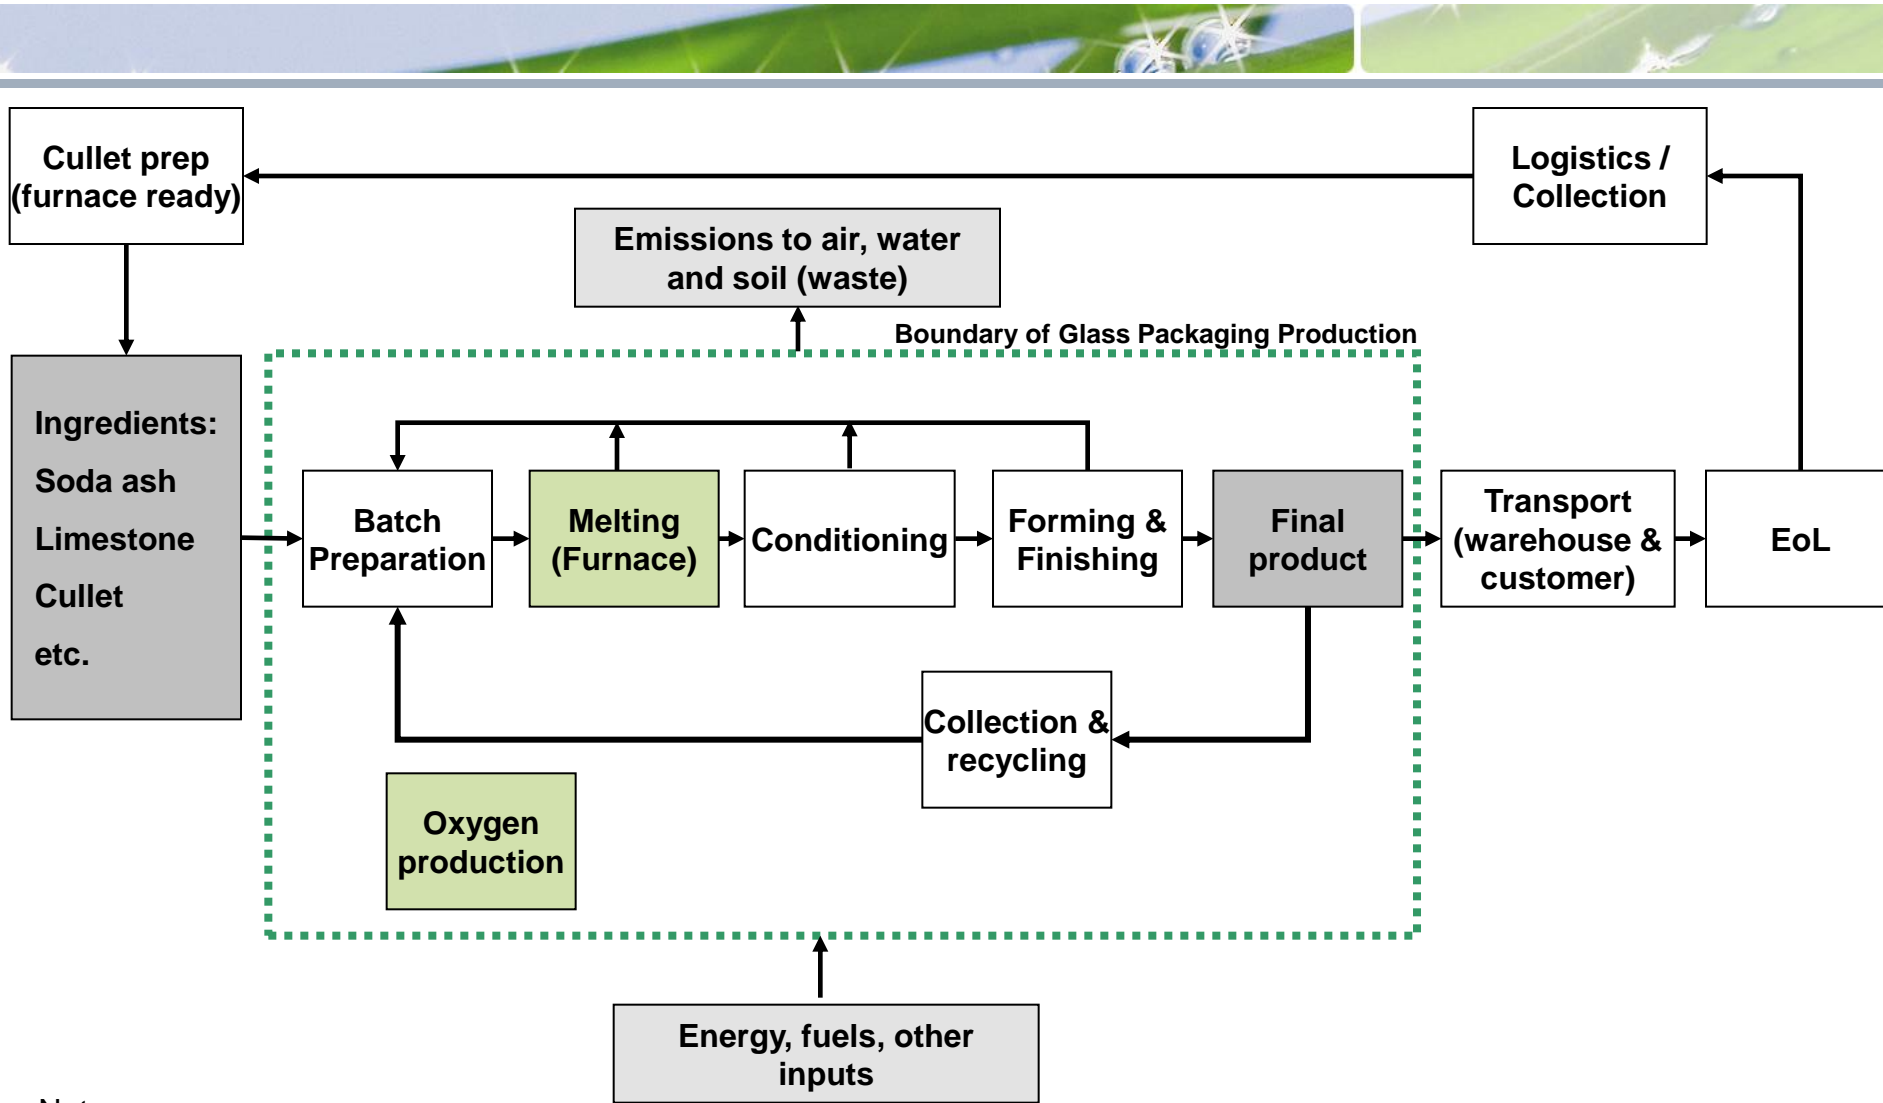 Cullet prep
(furnace ready)
Logistics /
Collection
Emissions to air, water
and soil (waste)
Boundary of Glass Packaging Production
Ingredients:
Soda ash
Limestone
Cullet
etc.
Batch
Preparation
Melting
(Furnace)
Conditioning
Forming &
Finishing
Final
product
Transport
(warehouse &
customer)
EoL
Collection &
recycling
Oxygen
production
Energy, fuels, other
inputs